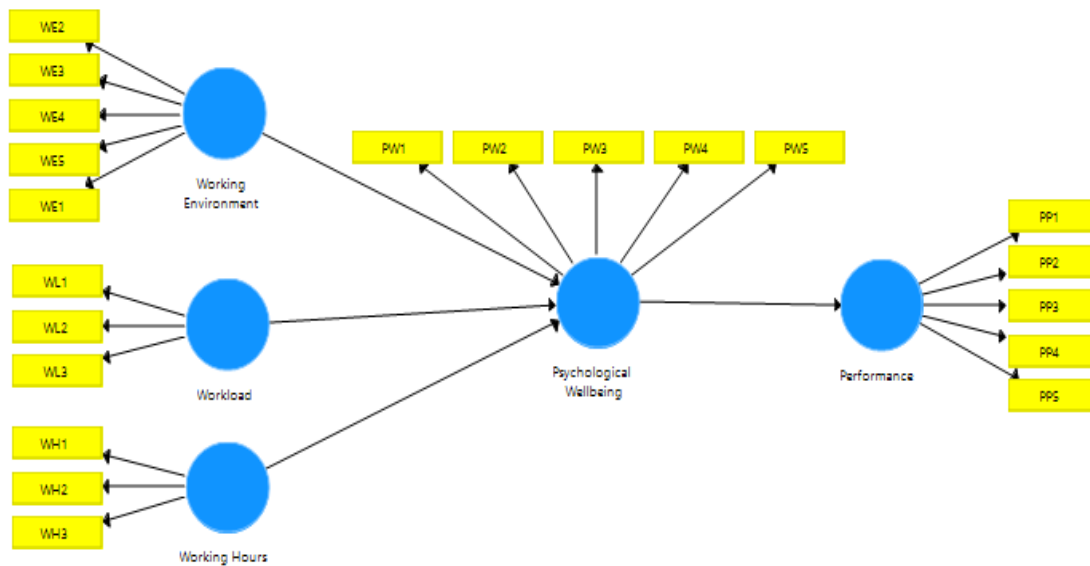 WE2
WE3
WE4
WE5
WE1
Working
Environment
PW1
PW2
PW3
PW4
PW5
WL1
WL2
WL3
Workload
Psychological
Wellbeing
Performance
PP1
PP2
PP3
PP4
PP5
WH1
WH2
WH3
Working Hours